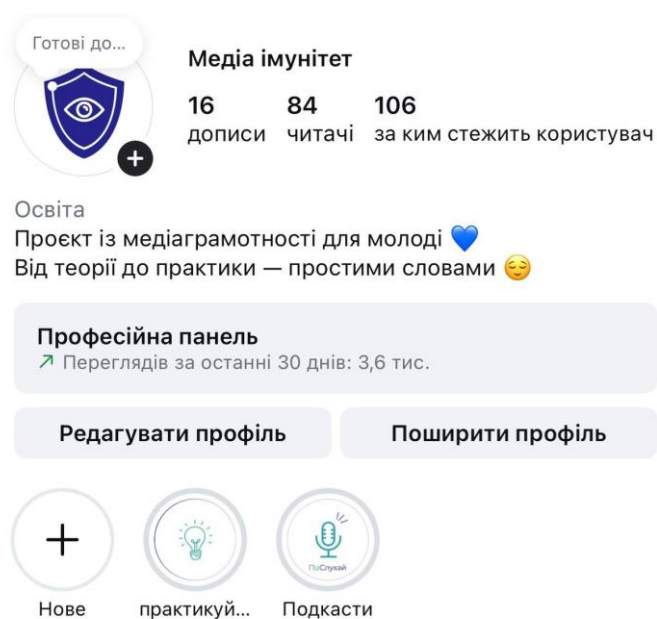 Готові до...
Медіа імунітет
16 84 106
дописи читачі за ким стежить користувач
Освіта
Проєкт із медіаграмотності для молоді 💙
Від теорії до практики — простими словами 😌
Професійна панель
Переглядів за останні 30 днів: 3,6 тис.
Редагувати профіль Поширити профіль
ПоСлухай
Нове практикуй... Подкасти